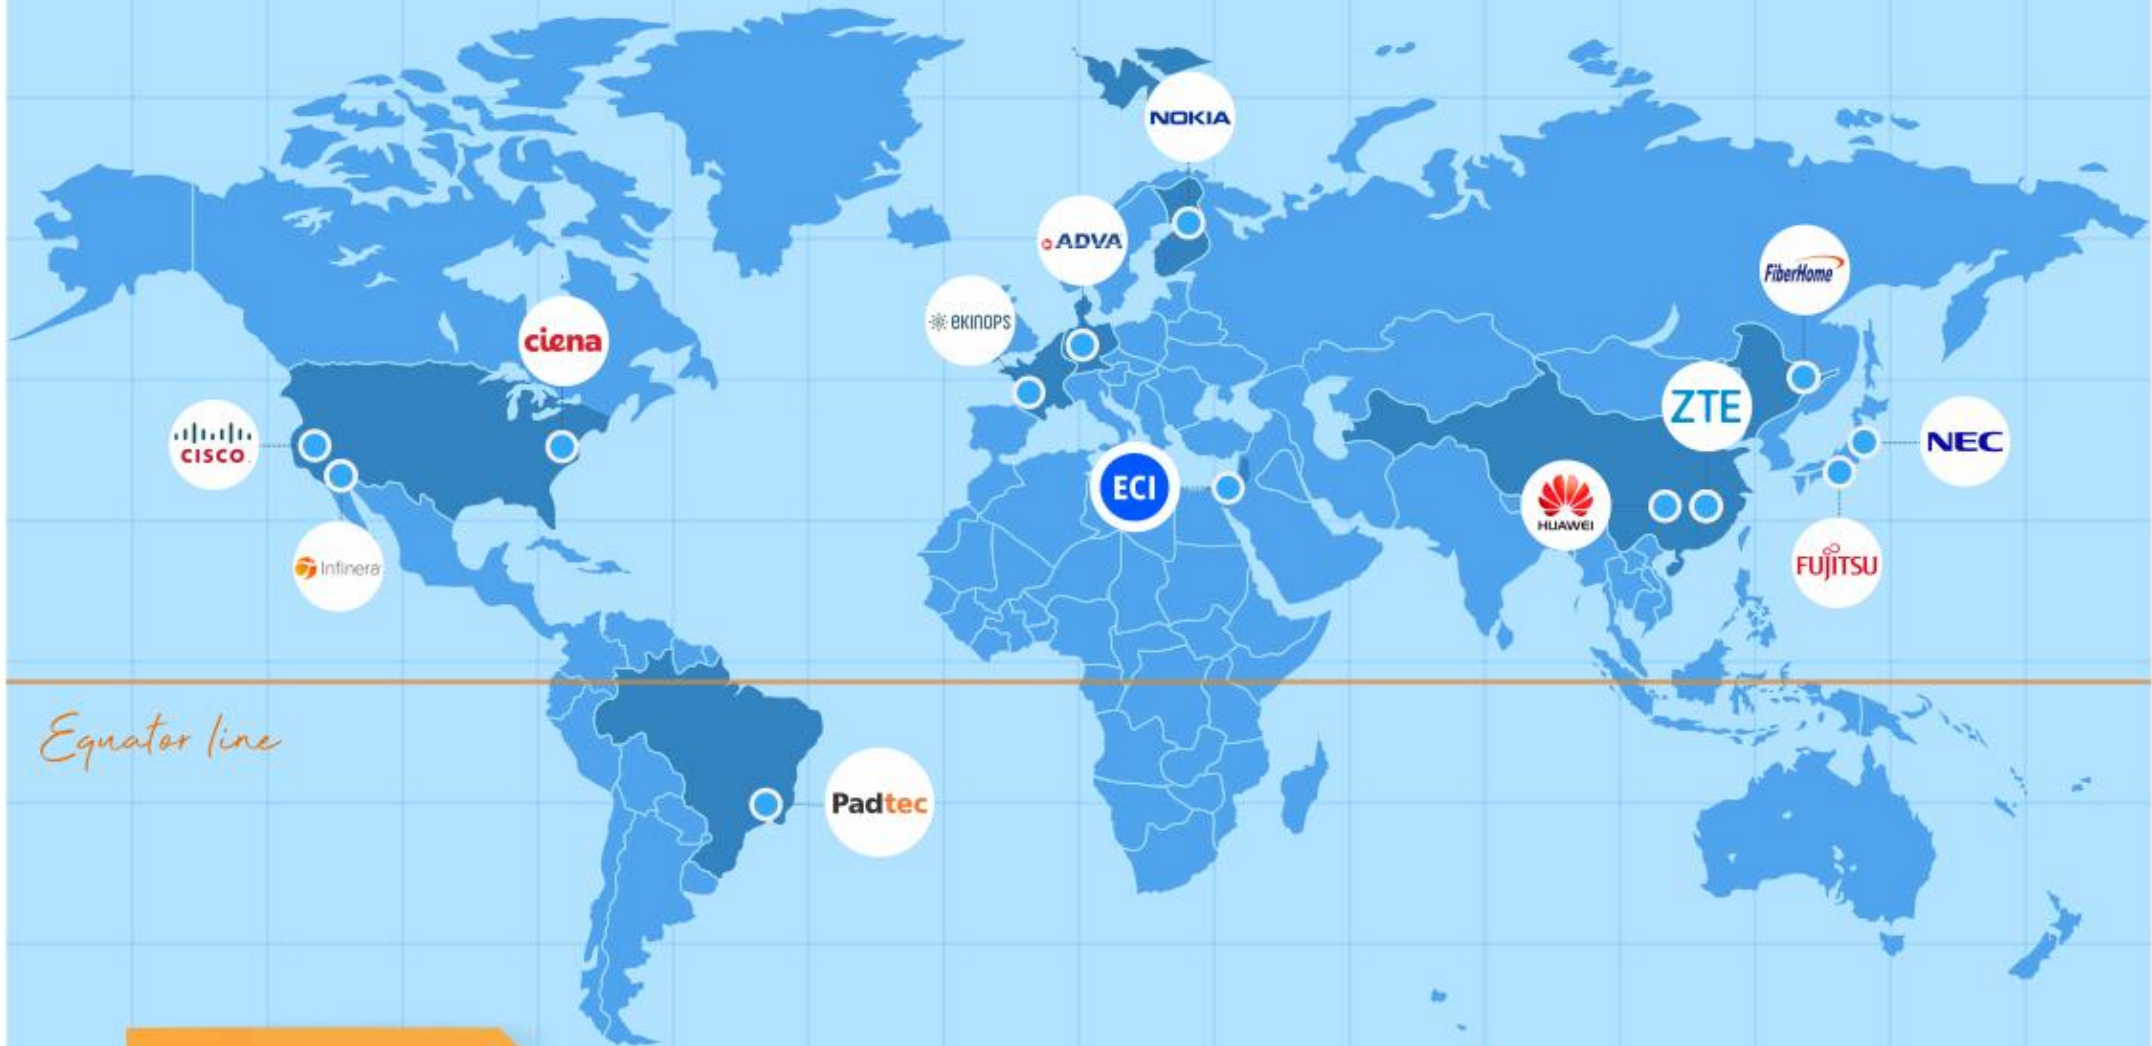 NOKIA
ADVA
FiberHome
eKinops
ciena
ZTE
CISCO
NEC
ECI
HUAWEI
Infinera
FUJITSU
Equator line
Padtec